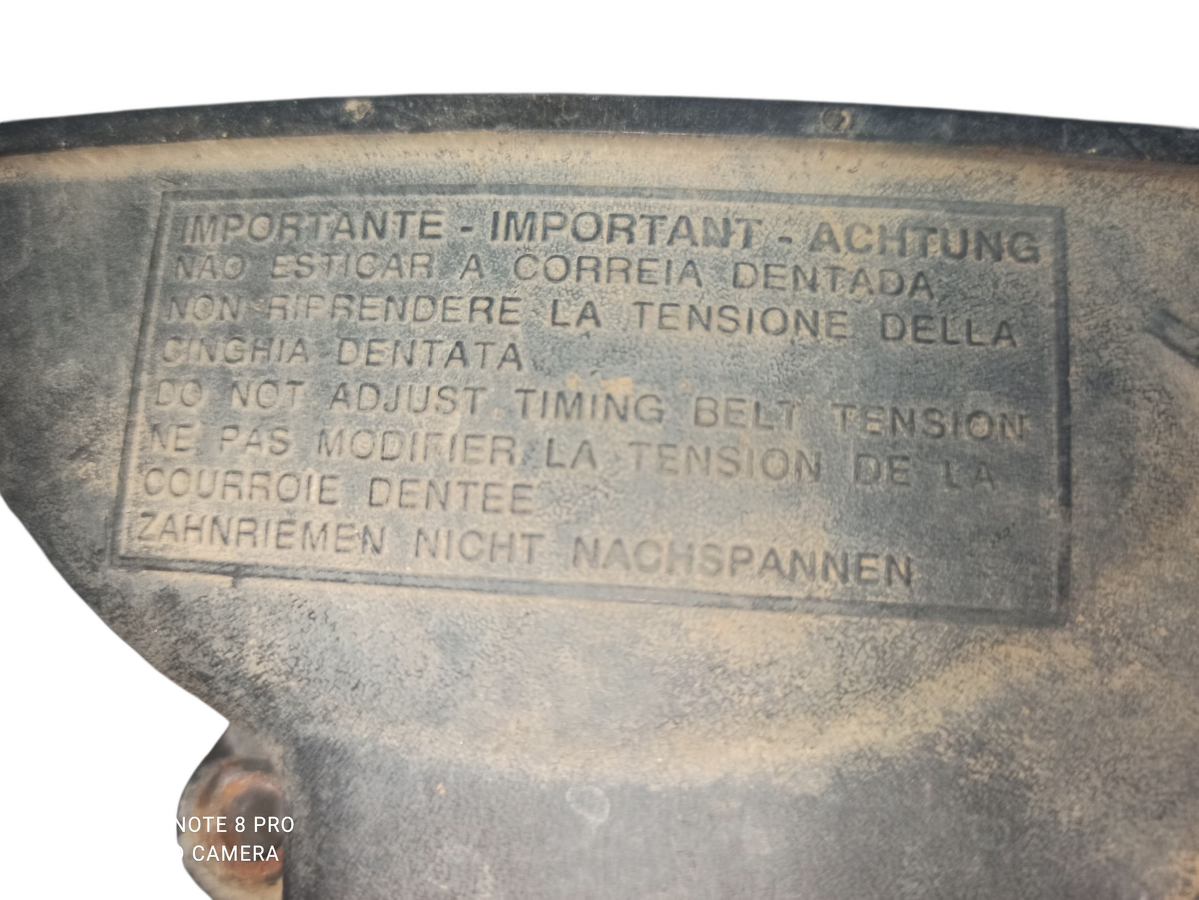 IMPORTANTE - IMPORTANT - ACHTUNG
NÃO ESTICAR A CORREIA DENTADA
NON RIPRENDERE LA TENSIONE DELLA
CINGHIA DENTATA
DO NOT ADJUST TIMING BELT TENSION
NE PAS MODIFIER LA TENSION DE LA
COURROIE DENTEE
ZAHNRIEMEN NICHT NACHSPANNEN
NOTE 8 PRO
CAMERA